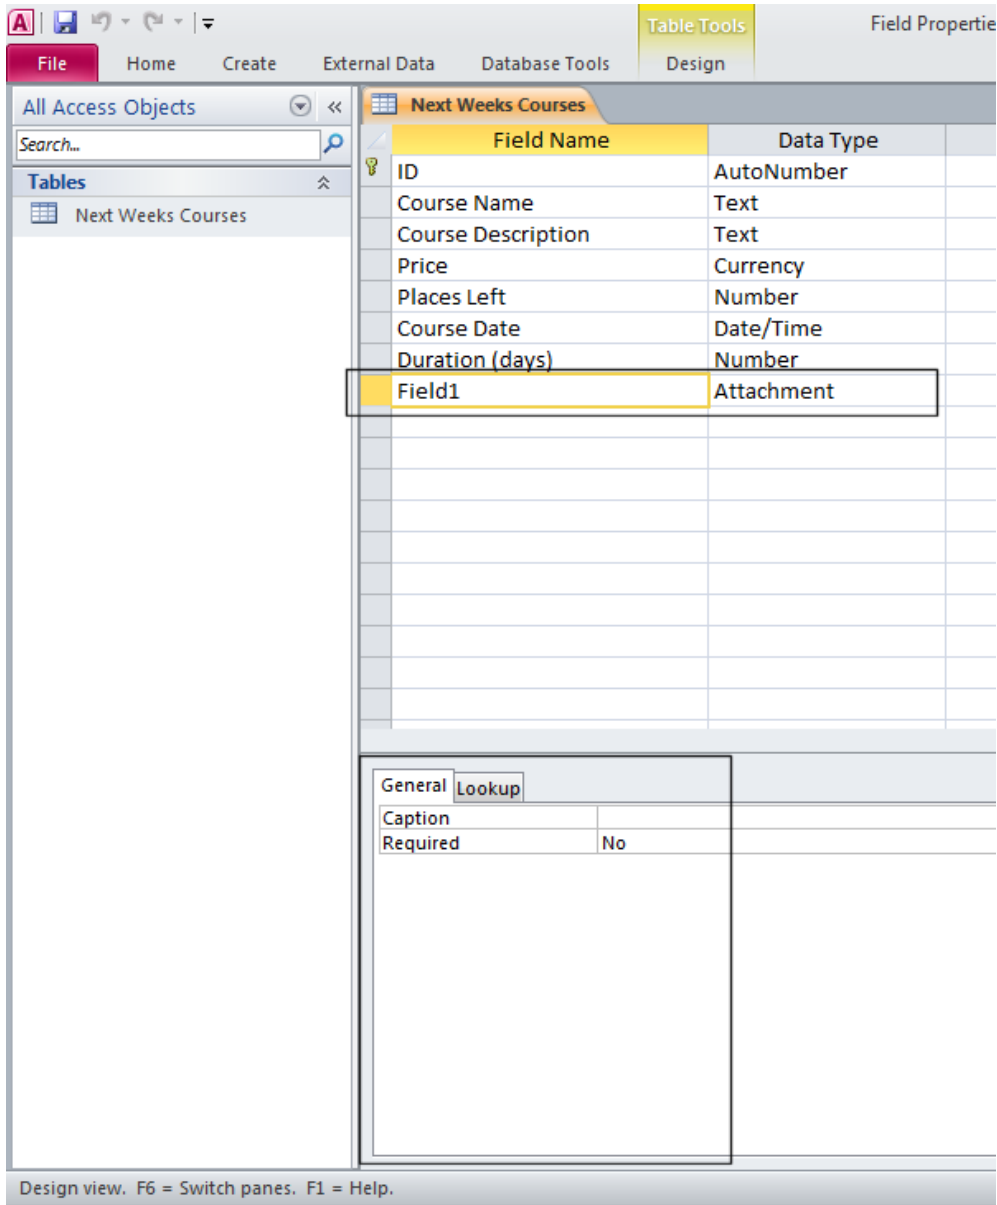 A
Table Tools
Field Propertie
File Home Create External Data Database Tools Design
All Access Objects
Search...
Tables
Next Weeks Courses
Next Weeks Courses
Field Name Data Type
ID AutoNumber
Course Name Text
Course Description Text
Price Currency
Places Left Number
Course Date Date/Time
Duration (days) Number
Field1 Attachment
General Lookup
Caption
Required No
Design view. F6 = Switch panes. F1 = Help.